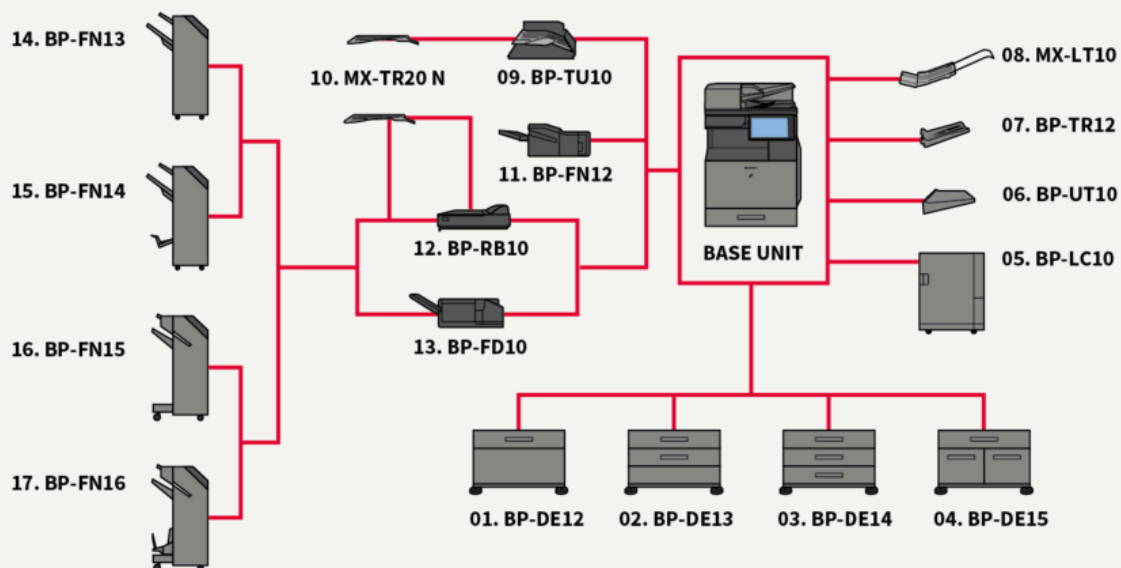 14. BP-FN13
10. MX-TR20 N
09. BP-TU10
08. MX-LT10
07. BP-TR12
11. BP-FN12
15. BP-FN14
06. BP-UT10
12. BP-RB10
BASE UNIT
05. BP-LC10
16. BP-FN15
13. BP-FD10
17. BP-FN16
01. BP-DE12
02. BP-DE13
03. BP-DE14
04. BP-DE15